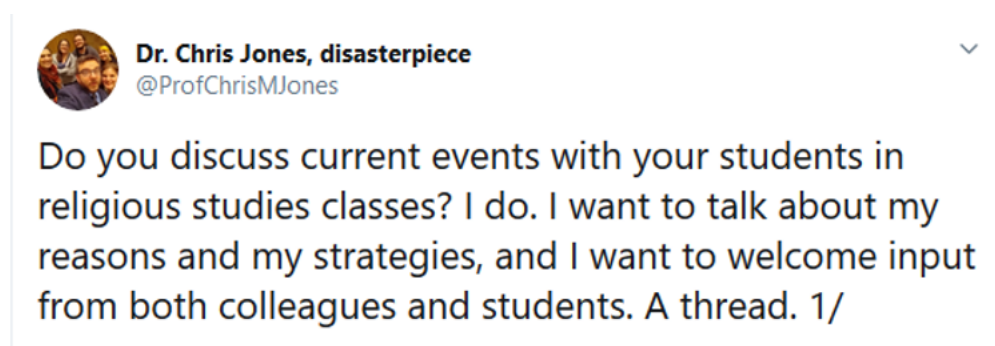 Dr. Chris Jones, disasterpiece
@ProfChrisMJones
Do you discuss current events with your students in
religious studies classes? I do. I want to talk about my
reasons and my strategies, and I want to welcome input
from both colleagues and students. A thread. 1/